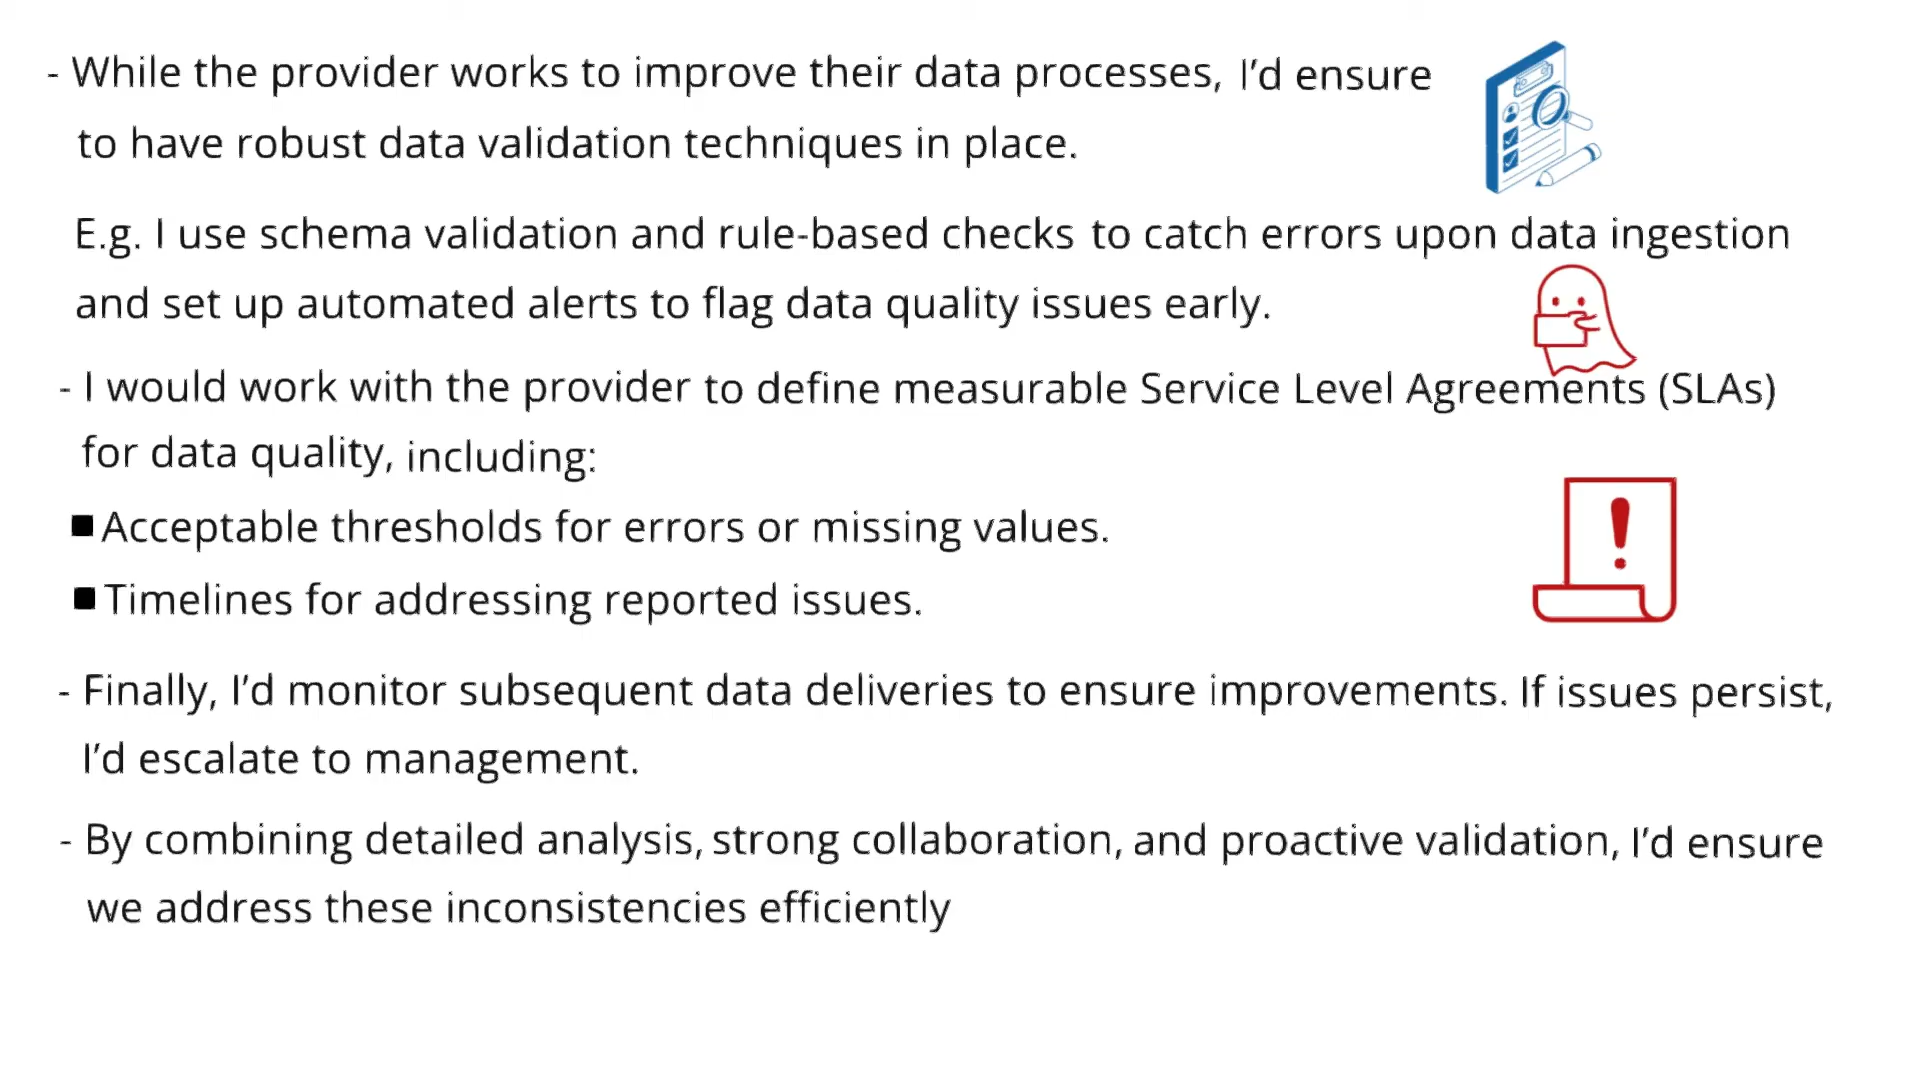 - While the provider works to improve their data processes, I'd ensure
to have robust data validation techniques in place.
E.g. I use schema validation and rule-based checks to catch errors upon data ingestion
and set up automated alerts to flag data quality issues early.
- I would work with the provider to define measurable Service Level Agreements (SLAs)
for data quality, including:
■ Acceptable thresholds for errors or missing values.
■ Timelines for addressing reported issues.
- Finally, I'd monitor subsequent data deliveries to ensure improvements. If issues persist,
I'd escalate to management.
- By combining detailed analysis, strong collaboration, and proactive validation, I'd ensure
we address these inconsistencies efficiently